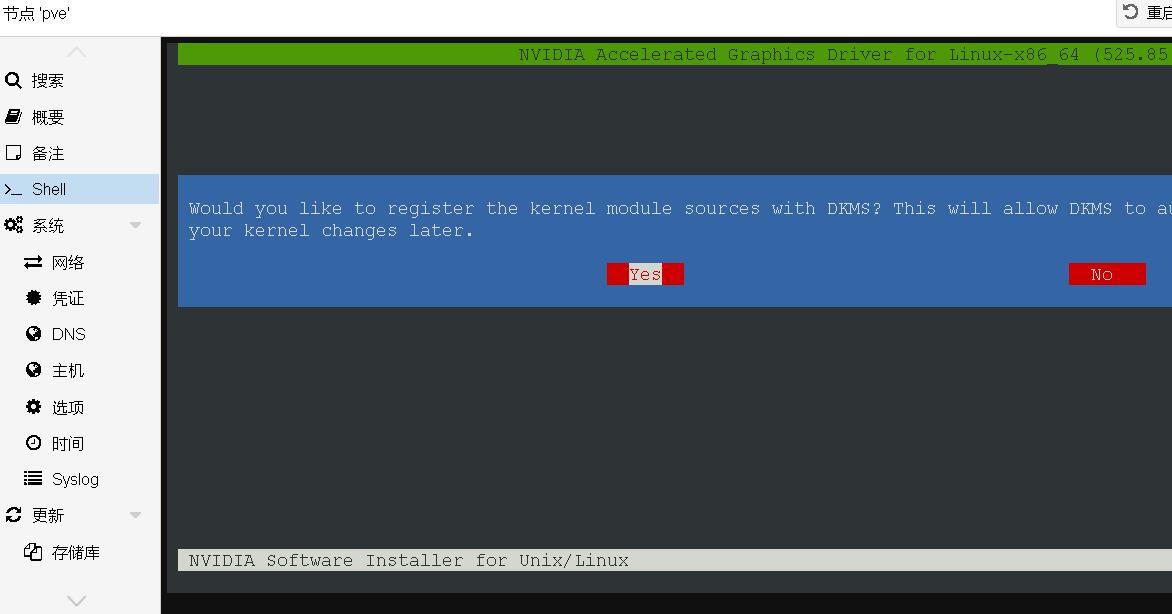 节点 'pve'
搜索
概要
备注
Shell
系统
网络
凭证
DNS
主机
选项
时间
Syslog
更新
存储库
NVIDIA Accelerated Graphics Driver for Linux-x86_64 (525.85
Would you like to register the kernel module sources with DKMS? This will allow DKMS to au
your kernel changes later.
Yes
No
NVIDIA Software Installer for Unix/Linux
重启